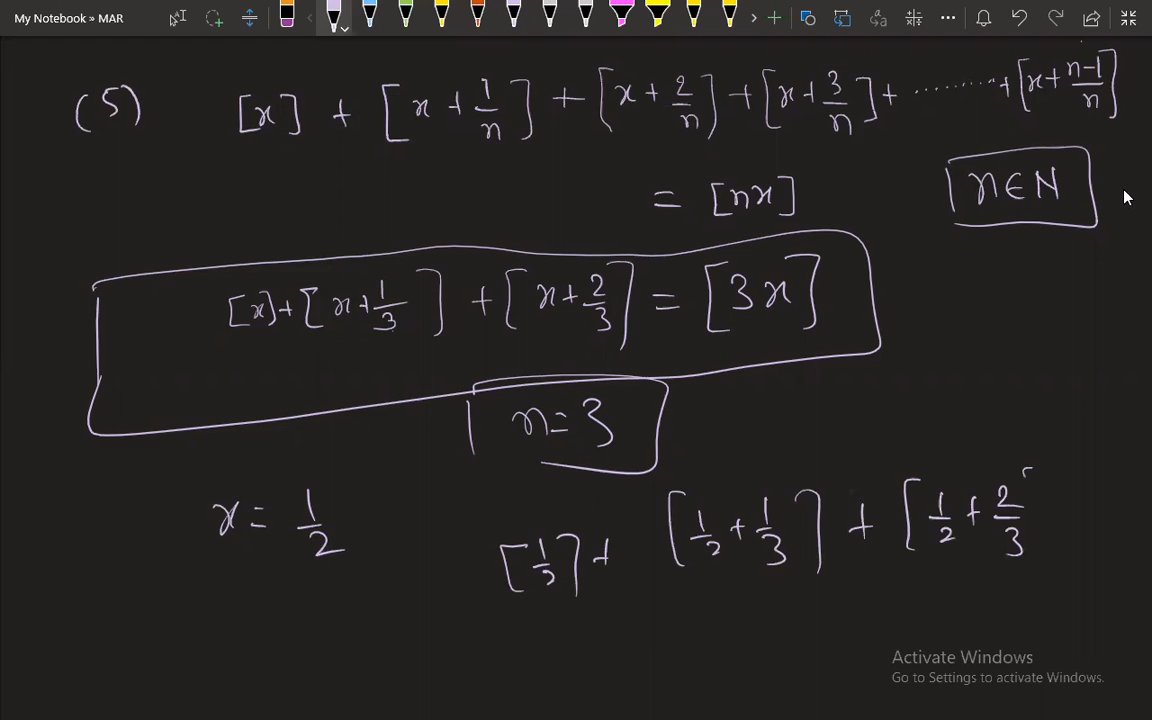 My Notebook » MAR
(5) [x] + [x + 1/n] + [x + 2/n] + [x + 3/n] + ........ + [x + n-1/n]
= [nx] n ∈ N
[x] + [x + 1/3] + [x + 2/3] = [3x]
n = 3
x = 1/2 [1/2] + [1/2 + 1/3] + [1/2 + 2/3
Activate Windows
Go to Settings to activate Windows.